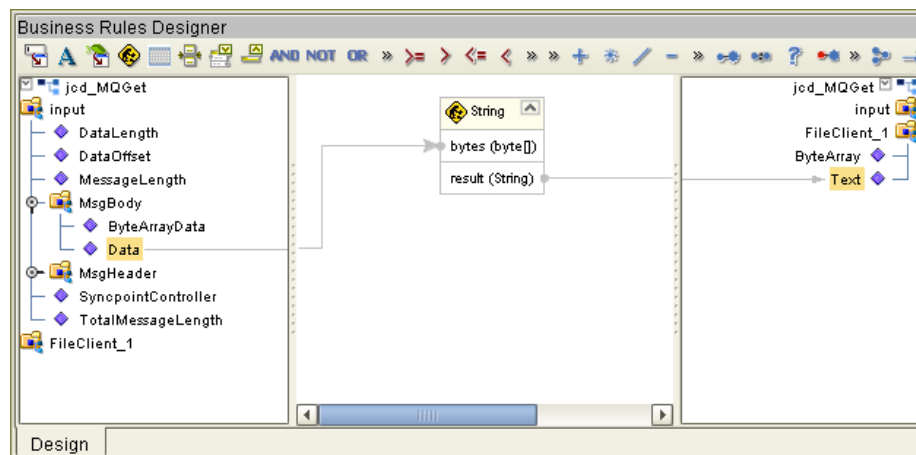 Business Rules Designer
A AND NOT OR » >= > <= < » » + * / - » ? » 
jcd_MQGet
input
DataLength
DataOffset
MessageLength
MsgBody
ByteArrayData
Data
MsgHeader
SyncpointController
TotalMessageLength
FileClient_1
String
bytes (byte[])
result (String)
jcd_MQGet
input
FileClient_1
ByteArray
Text
Design